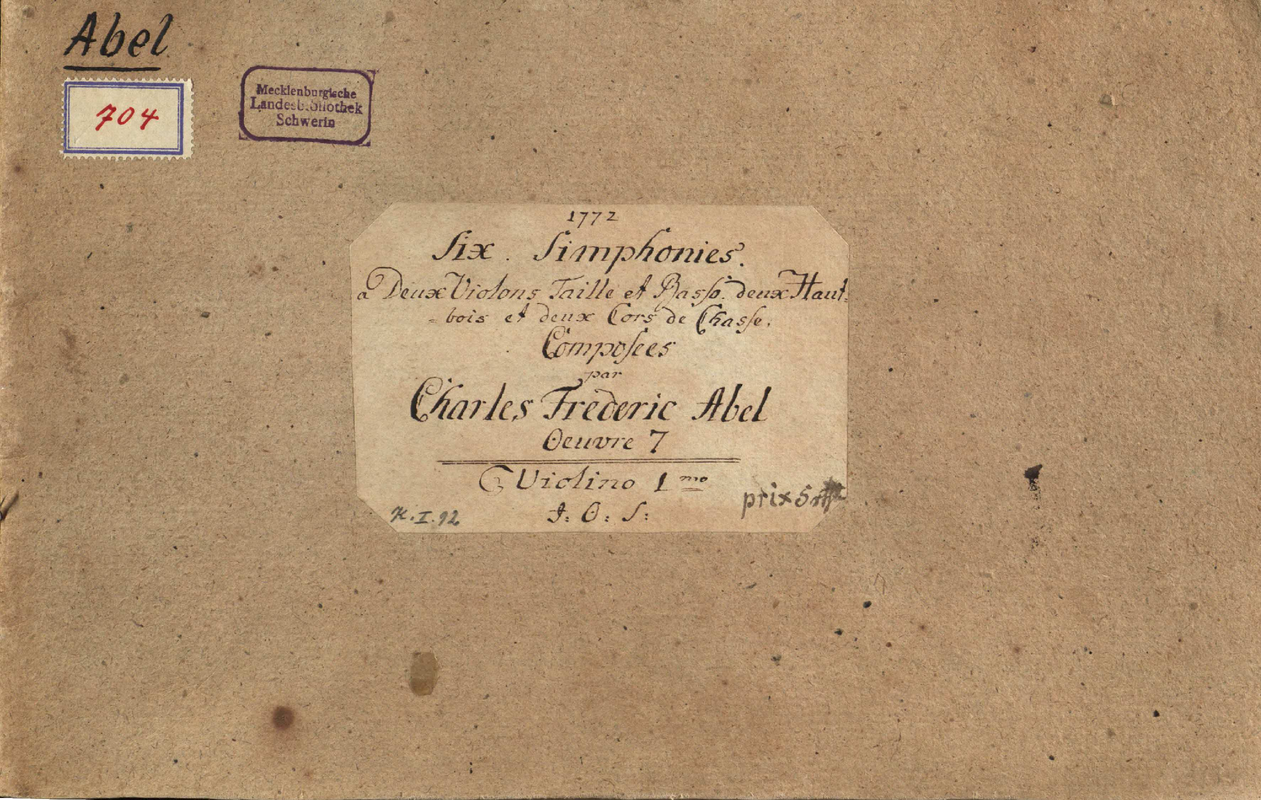 Abel
704
Mecklenburgische
Landesbibliothek
Schwerin
1772
Six. Simphonies.
a Deux Violons Taille et Basso. deux Haut-
bois et deux Cors de Chasse.
Composées
par
Charles Frederic Abel
Oeuvre 7
Violino 1mo
prix 5
I: O: S:
K.I.92